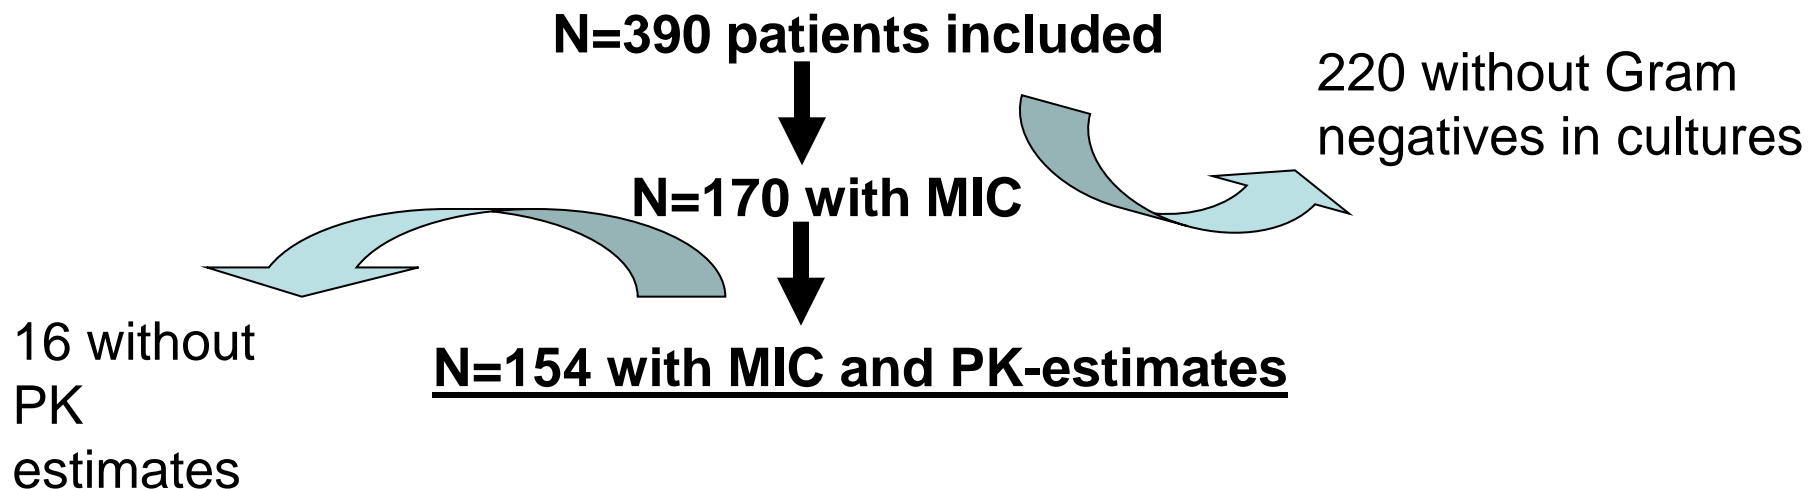 N=390 patients included
220 without Gram
negatives in cultures
N=170 with MIC
16 without
PK
estimates
N=154 with MIC and PK-estimates